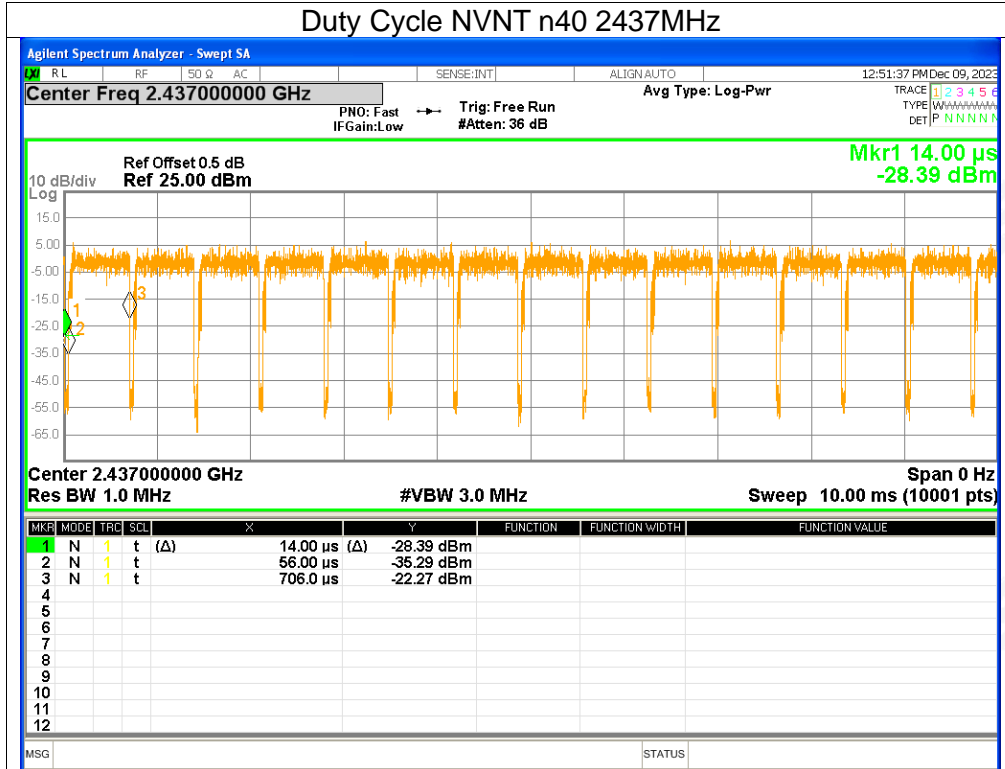 Duty Cycle NVNT n40 2437MHz
Agilent Spectrum Analyzer - Swept SA
LXI RL RF 50 Ω AC SENSE:INT ALIGN AUTO 12:51:37 PM Dec 09, 2023
Center Freq 2.437000000 GHz Avg Type: Log-Pwr TRACE 1 2 3 4 5 6
PNO: Fast Trig: Free Run TYPE
IFGain:Low #Atten: 36 dB DET P N N N N N
Mkr1 14.00 µs
-28.39 dBm
Ref Offset 0.5 dB
10 dB/div Ref 25.00 dBm
Log
15.0
5.00
-5.00
-15.0
3
1
-25.0
2
-35.0
-45.0
-55.0
-65.0
Center 2.437000000 GHz Span 0 Hz
Res BW 1.0 MHz #VBW 3.0 MHz Sweep 10.00 ms (10001 pts)
MKR MODE TRC SCL X Y FUNCTION FUNCTION WIDTH FUNCTION VALUE
1 N 1 t (Δ) 14.00 µs (Δ) -28.39 dBm
2 N 1 t 56.00 µs -35.29 dBm
3 N 1 t 706.0 µs -22.27 dBm
4
5
6
7
8
9
10
11
12
MSG STATUS